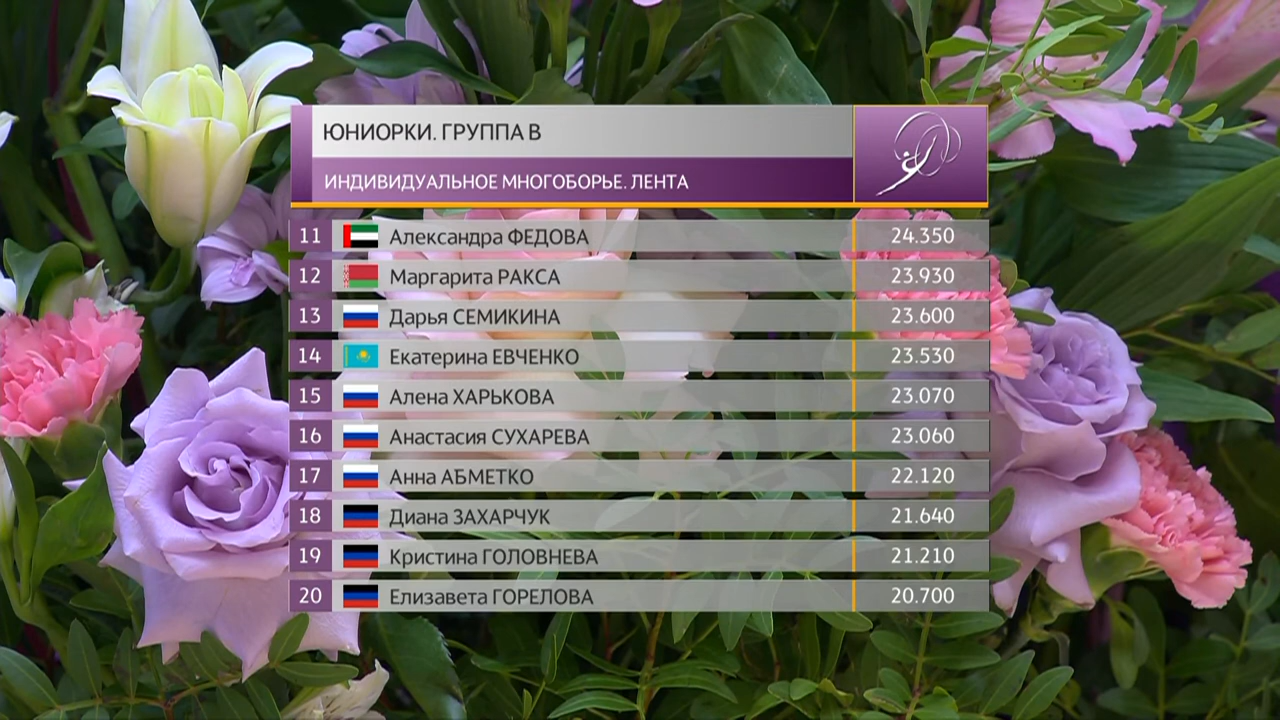 ЮНИОРКИ. ГРУППА В
ИНДИВИДУАЛЬНОЕ МНОГОБОРЬЕ. ЛЕНТА
11 Александра ФЕДОВА 24.350
12 Маргарита РАКСА 23.930
13 Дарья СЕМИКИНА 23.600
14 Екатерина ЕВЧЕНКО 23.530
15 Алена ХАРЬКОВА 23.070
16 Анастасия СУХАРЕВА 23.060
17 Анна АБМЕТКО 22.120
18 Диана ЗАХАРЧУК 21.640
19 Кристина ГОЛОВНЕВА 21.210
20 Елизавета ГОРЕЛОВА 20.700